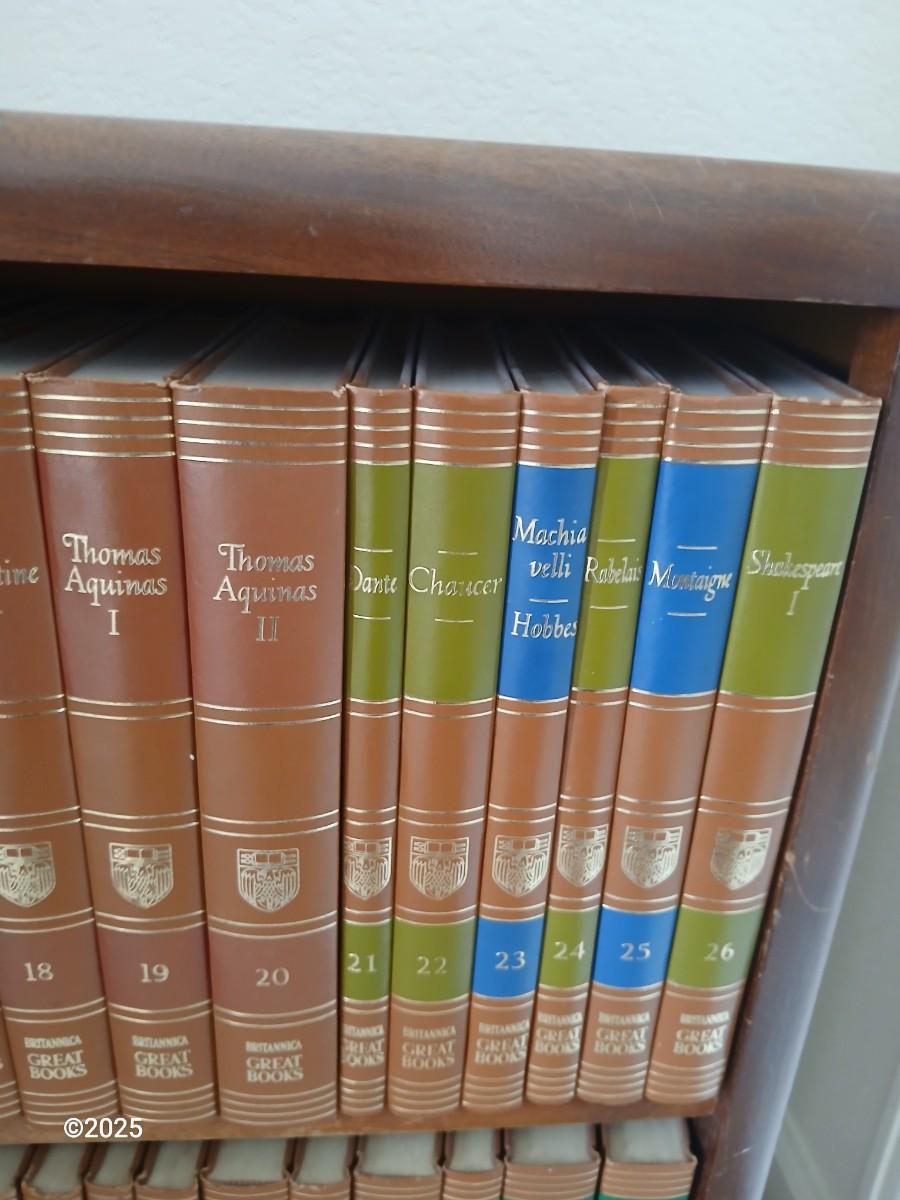 tine
18
BRITANNICA
GREAT
BOOKS
Thomas
Aquinas
I
19
BRITANNICA
GREAT
BOOKS
Thomas
Aquinas
II
20
BRITANNICA
GREAT
BOOKS
Dante
21
BRITANNICA
GREAT
BOOKS
Chaucer
22
BRITANNICA
GREAT
BOOKS
Machia
velli
Hobbes
23
BRITANNICA
GREAT
BOOKS
Rabelais
24
BRITANNICA
GREAT
BOOKS
Montaigne
25
BRITANNICA
GREAT
BOOKS
Shakespeare
I
26
BRITANNICA
GREAT
BOOKS
©2025